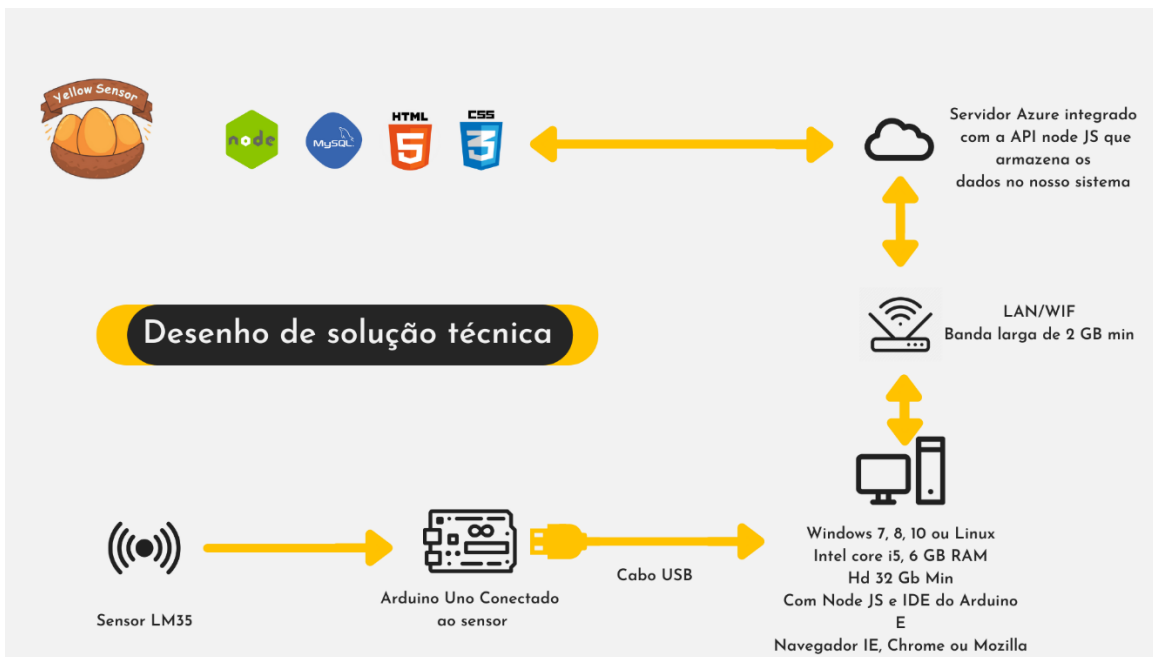 Yellow Sensor
node
MySQL
HTML
5
CSS
3
Servidor Azure integrado
com a API node JS que
armazena os
dados no nosso sistema
LAN/WIF
Banda larga de 2 GB min
Desenho de solução técnica
Windows 7, 8, 10 ou Linux
Intel core i5, 6 GB RAM
Hd 32 Gb Min
Com Node JS e IDE do Arduino
E
Navegador IE, Chrome ou Mozilla
Cabo USB
Arduino Uno Conectado
ao sensor
Sensor LM35